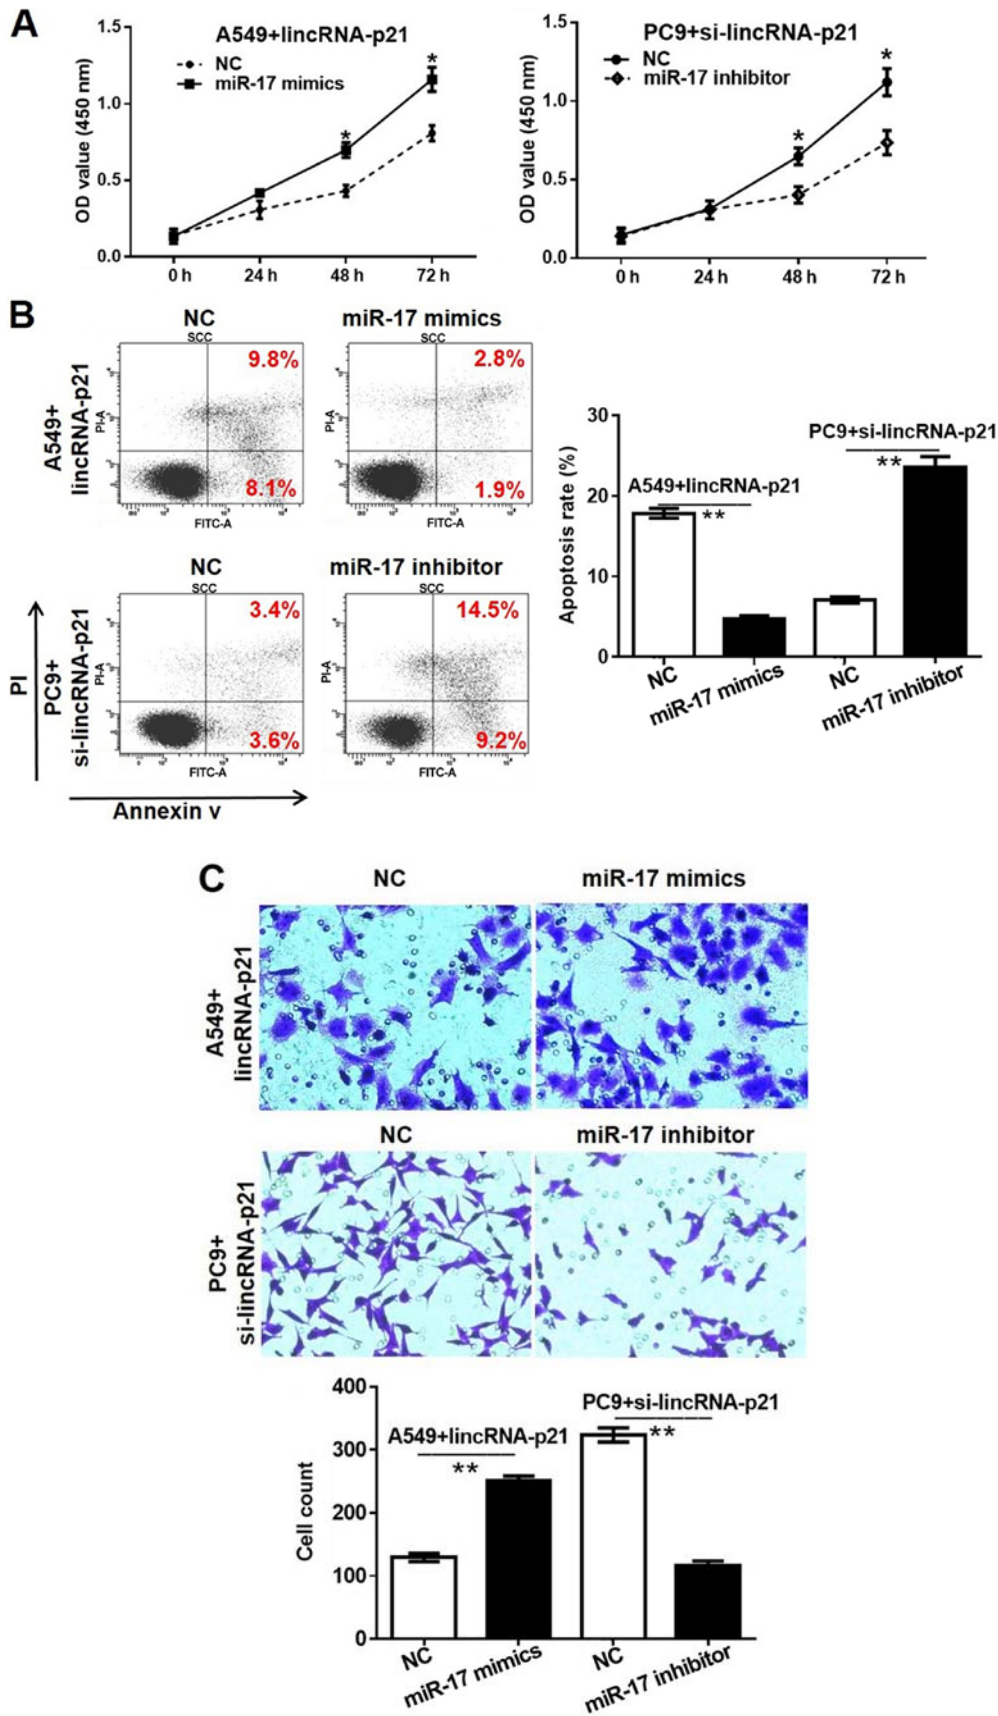 A
A549+lincRNA-p21
NC
miR-17 mimics
OD value (450 nm)
1.5
1.0
0.5
0.0
0 h
24 h
48 h
72 h
*
*
PC9+si-lincRNA-p21
NC
miR-17 inhibitor
OD value (450 nm)
1.5
1.0
0.5
0.0
0 h
24 h
48 h
72 h
*
*
B
NC
miR-17 mimics
A549+
lincRNA-p21
SCC
9.8%
8.1%
PI-A
FITC-A
SCC
2.8%
1.9%
PI-A
FITC-A
NC
miR-17 inhibitor
PC9+
si-lincRNA-p21
SCC
3.4%
3.6%
PI-A
FITC-A
SCC
14.5%
9.2%
PI-A
FITC-A
PI
Annexin v
Apoptosis rate (%)
30
20
10
0
A549+lincRNA-p21
**
PC9+si-lincRNA-p21
**
NC
miR-17 mimics
NC
miR-17 inhibitor
C
NC
miR-17 mimics
A549+
lincRNA-p21
NC
miR-17 inhibitor
PC9+
si-lincRNA-p21
Cell count
400
300
200
100
0
A549+lincRNA-p21
**
PC9+si-lincRNA-p21
**
NC
miR-17 mimics
NC
miR-17 inhibitor